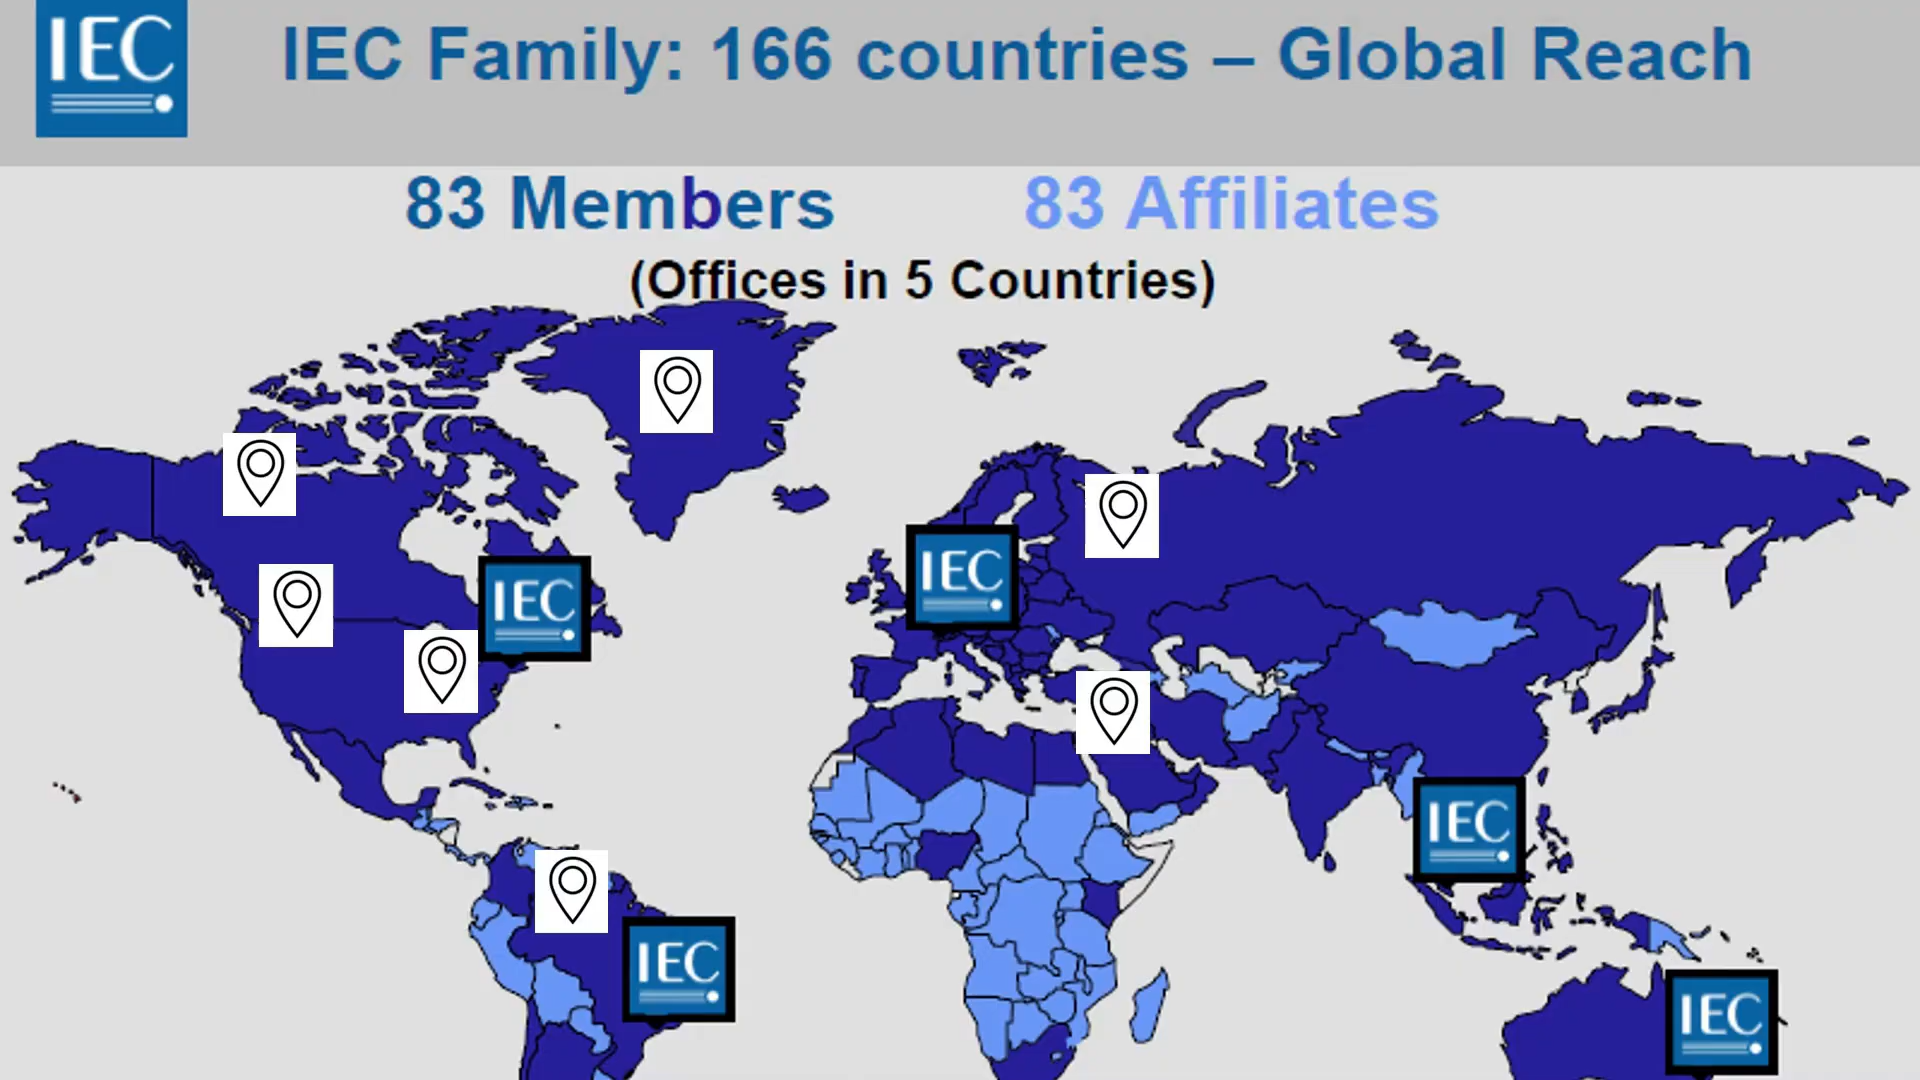 IEC
IEC Family: 166 countries – Global Reach
83 Members
83 Affiliates
(Offices in 5 Countries)
IEC
IEC
IEC
IEC
IEC